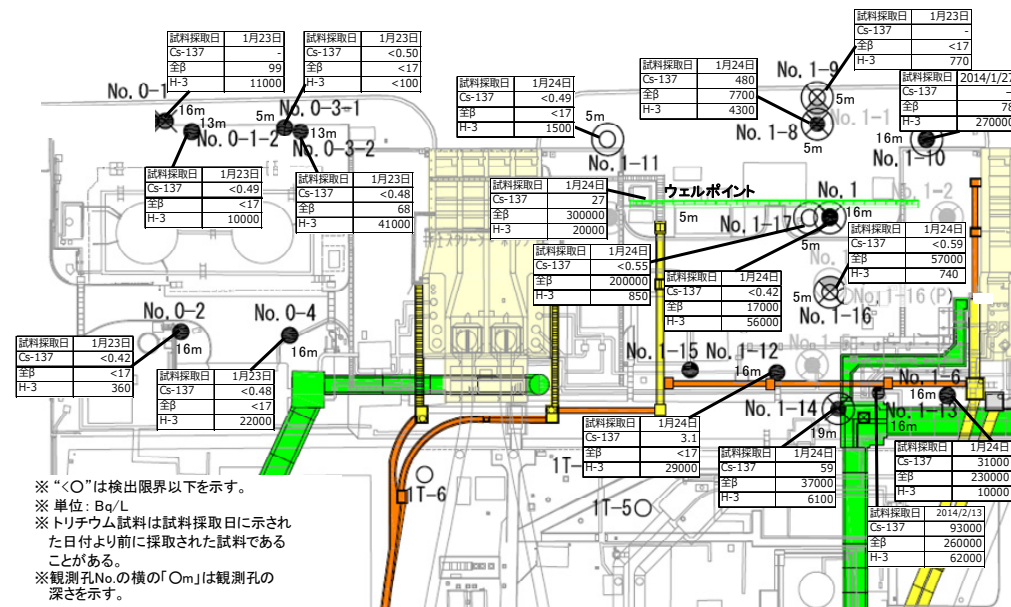 試料採取日 1月23日
Cs-137 -
全β 99
H-3 11000
試料採取日 1月23日
Cs-137 <0.50
全β <17
H-3 <100
試料採取日 1月24日
Cs-137 <0.49
全β <17
H-3 1500
試料採取日 1月24日
Cs-137 480
全β 7700
H-3 4300
試料採取日 1月23日
Cs-137 -
全β <17
H-3 770
試料採取日 2014/1/27
Cs-137 -
全β 78
H-3 270000
No. 0-1
16m
13m
No. 0-1-2
No. 0-3-1
5m
13m
No. 0-3-2
5m
No. 1-11
No. 1-9
5m
No. 1-8
5m
No. 1-1
16m
No. 1-10
試料採取日 1月23日
Cs-137 <0.49
全β <17
H-3 10000
試料採取日 1月23日
Cs-137 <0.48
全β 68
H-3 41000
試料採取日 1月24日
Cs-137 27
全β 300000
H-3 20000
ウェルポイント
5m
No. 1
16m
No. 1-17
5m
No. 1-2
試料採取日 1月24日
Cs-137 <0.55
全β 200000
H-3 850
試料採取日 1月24日
Cs-137 <0.42
全β 17000
H-3 56000
試料採取日 1月24日
Cs-137 <0.59
全β 57000
H-3 740
5m
No. 1-16
No. 1-16(P)
No. 0-2
16m
No. 0-4
16m
No. 1-15
No. 1-12
16m
No. 1-6
16m
No. 1-14
19m
No. 1-13
16m
試料採取日 1月23日
Cs-137 <0.42
全β <17
H-3 360
試料採取日 1月23日
Cs-137 <0.48
全β <17
H-3 22000
試料採取日 1月24日
Cs-137 3.1
全β <17
H-3 29000
試料採取日 1月24日
Cs-137 59
全β 37000
H-3 6100
試料採取日 1月24日
Cs-137 31000
全β 230000
H-3 10000
試料採取日 2014/2/13
Cs-137 93000
全β 260000
H-3 62000
1T-6
1T-
1T-5
※ “<○”は検出限界以下を示す。
※ 単位: Bq/L
※ トリチウム試料は試料採取日に示され
た日付より前に採取された試料である
ことがある。
※観測孔No.の横の「○m」は観測孔の
深さを示す。